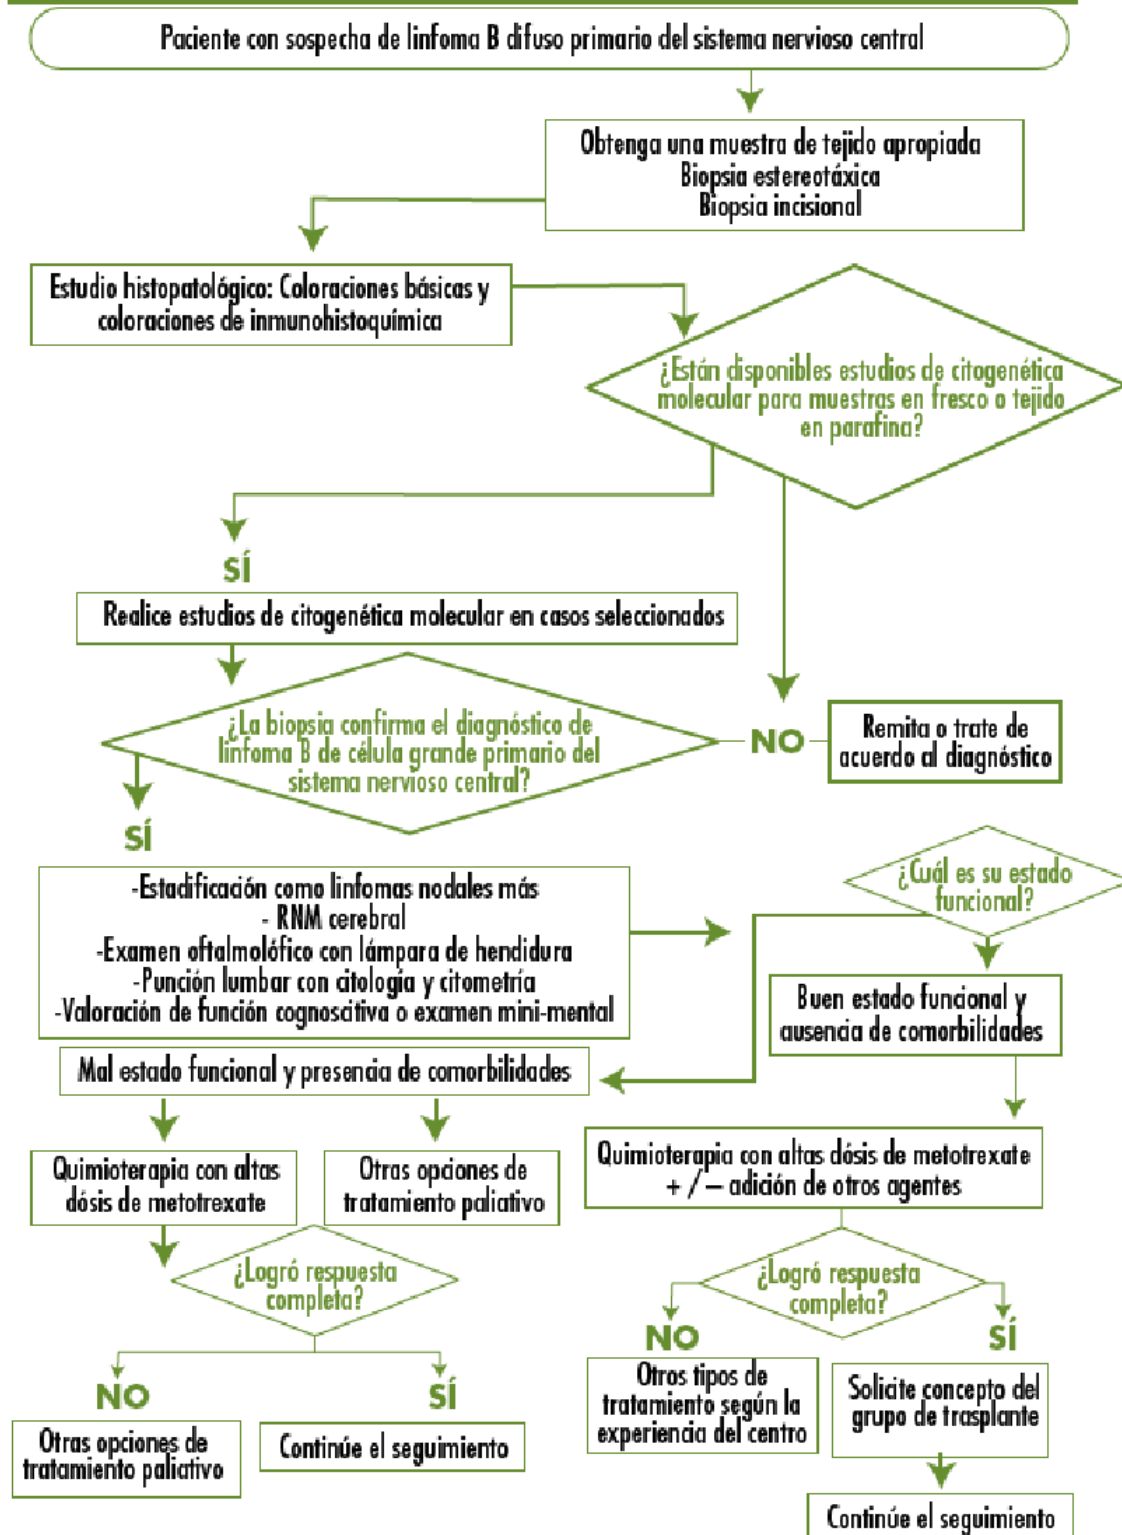 Paciente con sospecha de linfoma B difuso primario del sistema nervioso central
Obtenga una muestra de tejido apropiada
Biopsia estereotáxica
Biopsia incisional
Estudio histopatológico: Coloraciones básicas y
coloraciones de inmunohistoquímica
¿Están disponibles estudios de citogenética
molecular para muestras en fresco o tejido
en parafina?
SÍ
Realice estudios de citogenética molecular en casos seleccionados
¿La biopsia confirma el diagnóstico de
linfoma B de célula grande primario del
sistema nervioso central?
NO
Remita o trate de
acuerdo al diagnóstico
SÍ
-Estadificación como linfomas nodales más
- RNM cerebral
-Examen oftalmolófico con lámpara de hendidura
-Punción lumbar con citología y citometría
-Valoración de función cognoscitiva o examen mini-mental
¿Cuál es su estado
funcional?
Buen estado funcional y
ausencia de comorbilidades
Mal estado funcional y presencia de comorbilidades
Quimioterapia con altas
dósis de metotrexate
Otras opciones de
tratamiento paliativo
Quimioterapia con altas dósis de metotrexate
+ /– adición de otros agentes
¿Logró respuesta
completa?
NO
Otras opciones de
tratamiento paliativo
SÍ
Continúe el seguimiento
¿Logró respuesta
completa?
NO
Otros tipos de
tratamiento según la
experiencia del centro
SÍ
Solicite concepto del
grupo de trasplante
Continúe el seguimiento